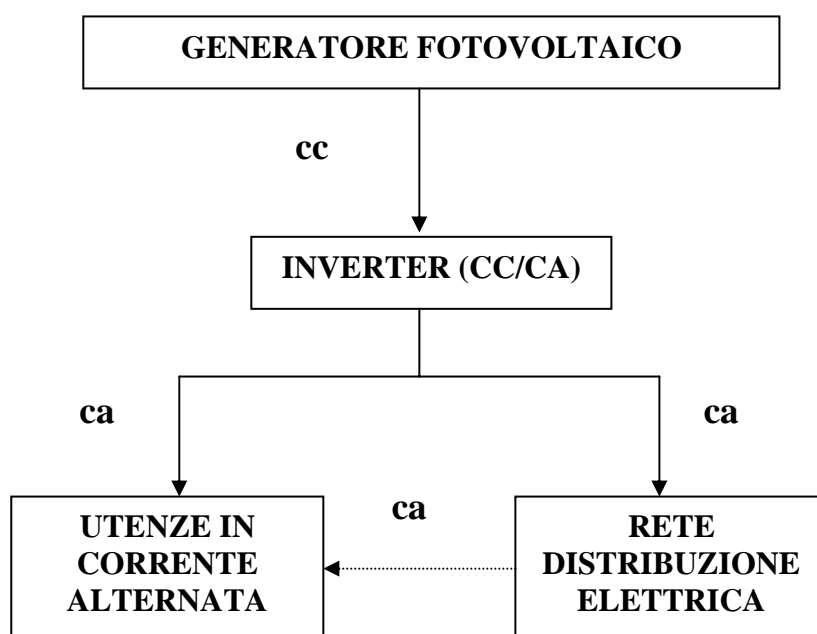 GENERATORE FOTOVOLTAICO
cc
INVERTER (CC/CA)
ca
ca
UTENZE IN
CORRENTE
ALTERNATA
ca
RETE
DISTRIBUZIONE
ELETTRICA